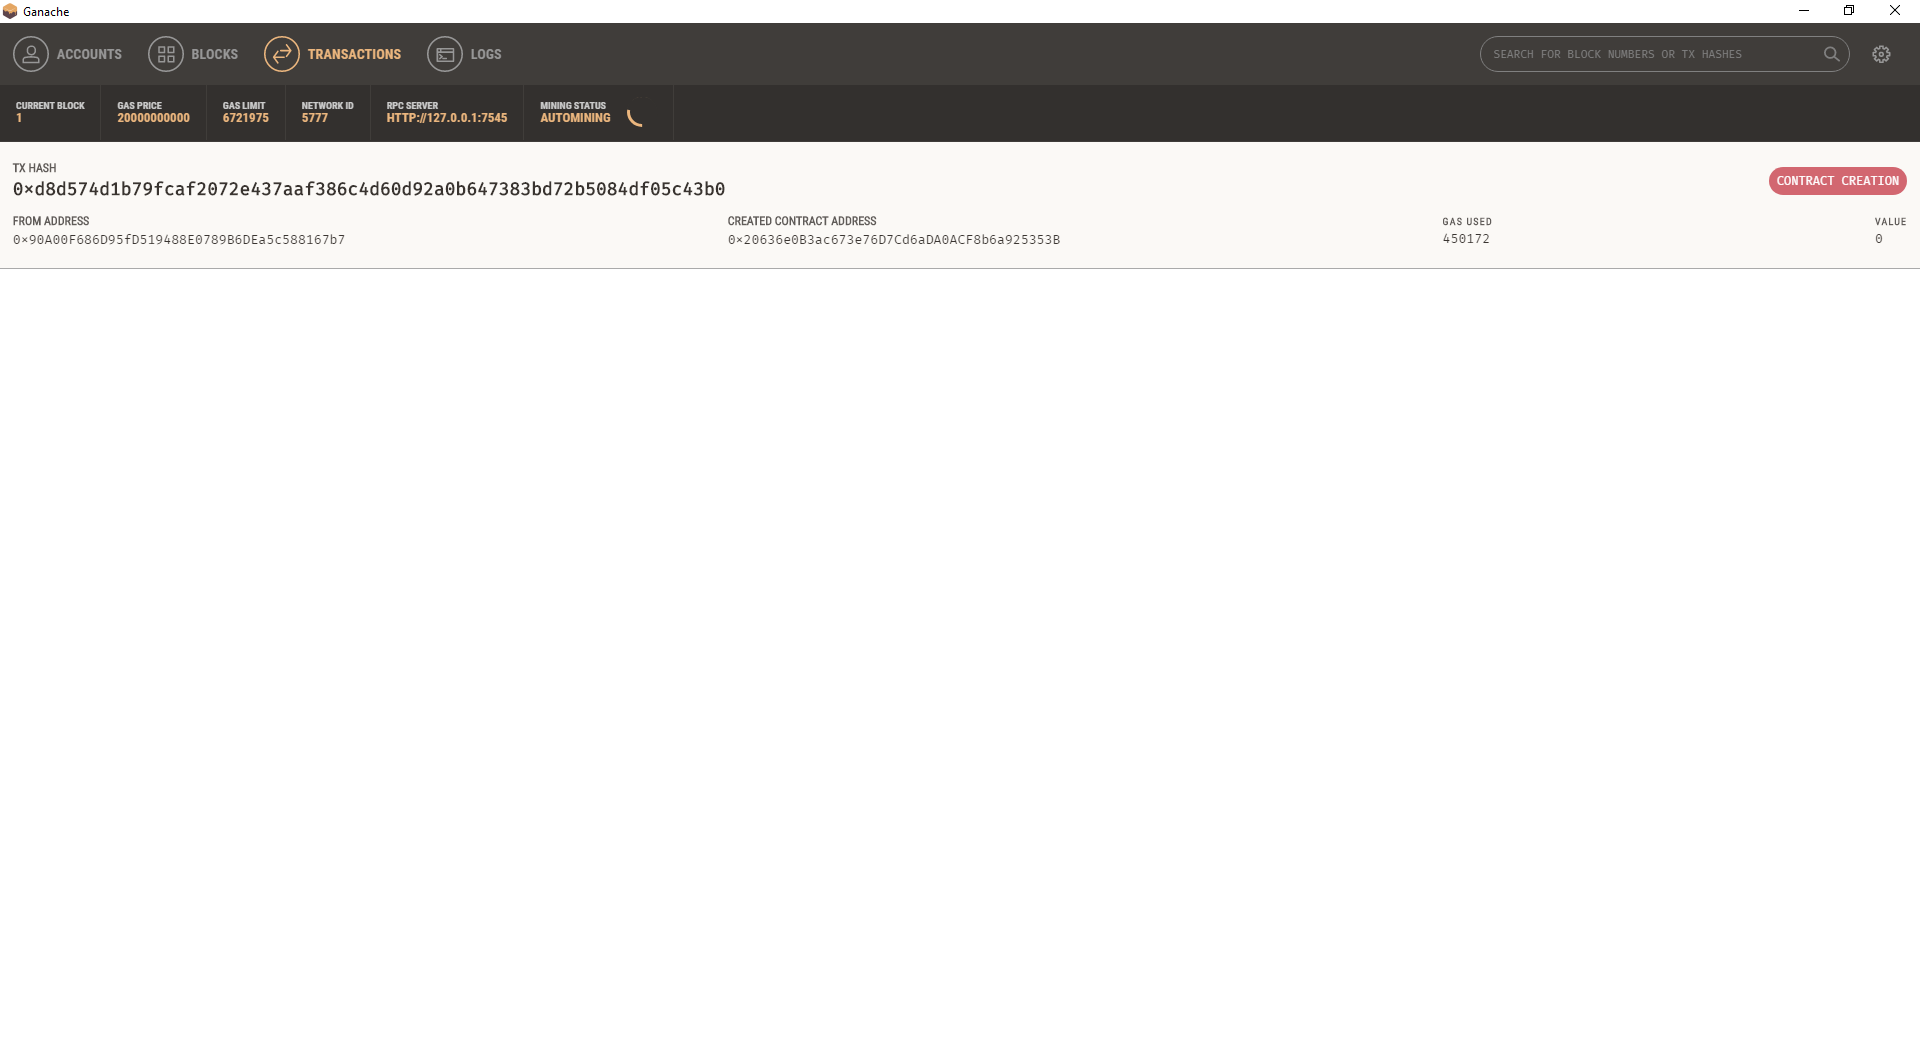 Ganache
ACCOUNTS BLOCKS TRANSACTIONS LOGS SEARCH FOR BLOCK NUMBERS OR TX HASHES
CURRENT BLOCK GAS PRICE GAS LIMIT NETWORK ID RPC SERVER MINING STATUS
1 20000000000 6721975 5777 HTTP://127.0.0.1:7545 AUTOMINING
TX HASH
0×d8d574d1b79fcaf2072e437aaf386c4d60d92a0b647383bd72b5084df05c43b0 CONTRACT CREATION
FROM ADDRESS CREATED CONTRACT ADDRESS GAS USED VALUE
0×90A00F686D95fD519488E0789B6DEa5c588167b7 0×20636e0B3ac673e76D7Cd6aDA0ACF8b6a925353B 450172 0